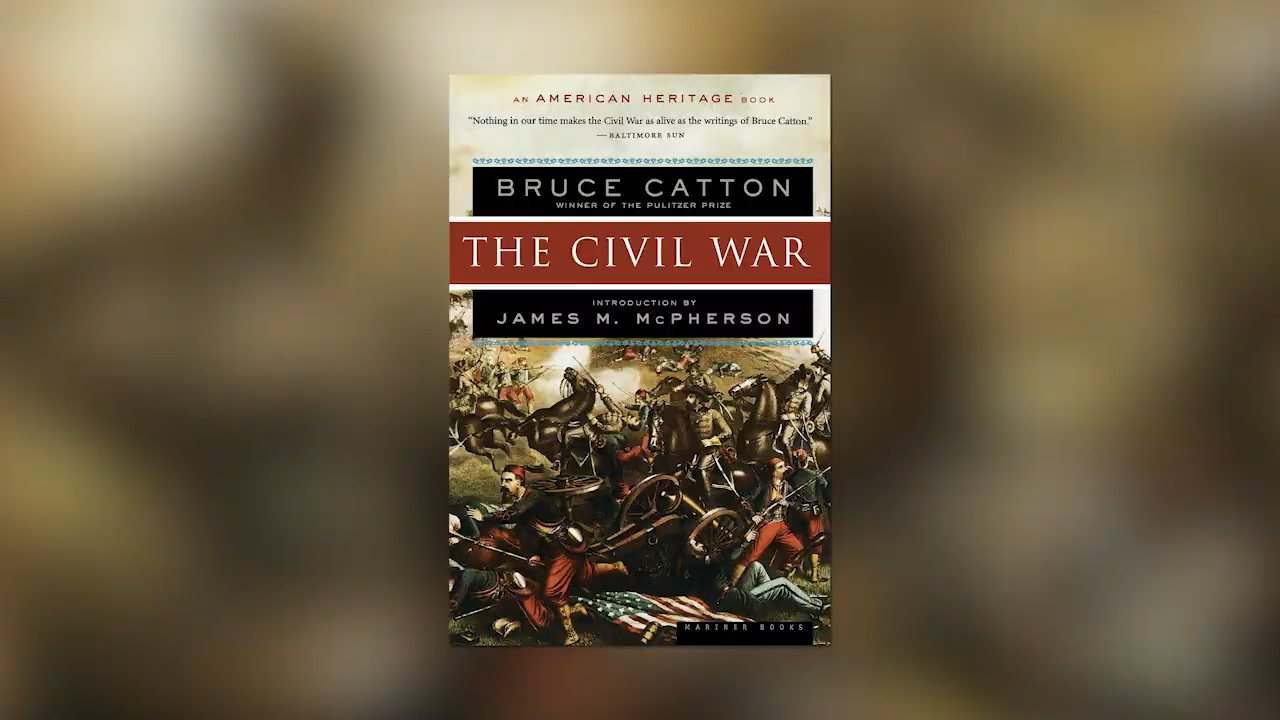 AN AMERICAN HERITAGE BOOK
“Nothing in our time makes the Civil War as alive as the writings of Bruce Catton.”
—BALTIMORE SUN
BRUCE CATTON
WINNER OF THE PULITZER PRIZE
THE CIVIL WAR
INTRODUCTION BY
JAMES M. McPHERSON
MARINER BOOKS